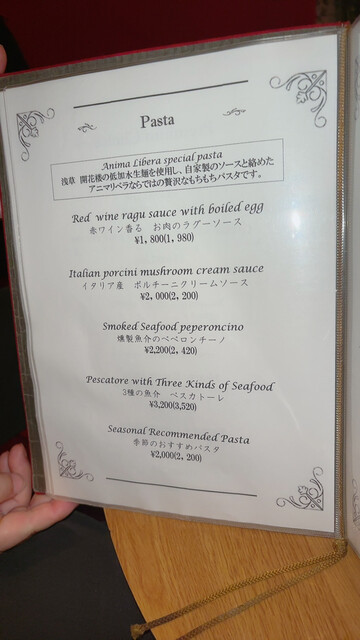 Pasta
Anima Libera special pasta
浅草 開花楼の低加水生麺を使用し、自家製のソースと絡めた
アニマリベラならではの贅沢なもちもちパスタです。
Red wine ragu sauce with boiled egg
赤ワイン香る お肉のラグーソース
¥1,800(1,980)
Italian porcini mushroom cream sauce
イタリア産 ポルチーニクリームソース
¥2,000(2,200)
Smoked Seafood peperoncino
燻製魚介のペペロンチーノ
¥2,200(2,420)
Pescatore with Three Kinds of Seafood
3種の魚介 ペスカトーレ
¥3,200(3,520)
Seasonal Recommended Pasta
季節のおすすめパスタ
¥2,000(2,200)